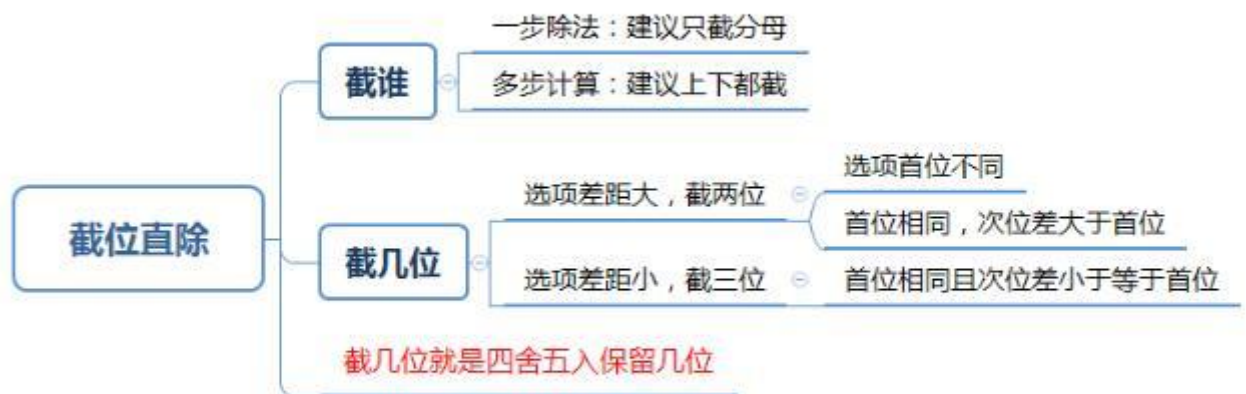 截位直除
截谁
一步除法：建议只截分母
多步计算：建议上下都截
截几位
选项差距大，截两位
选项首位不同
首位相同，次位差大于首位
选项差距小，截三位
首位相同且次位差小于等于首位
截几位就是四舍五入保留几位